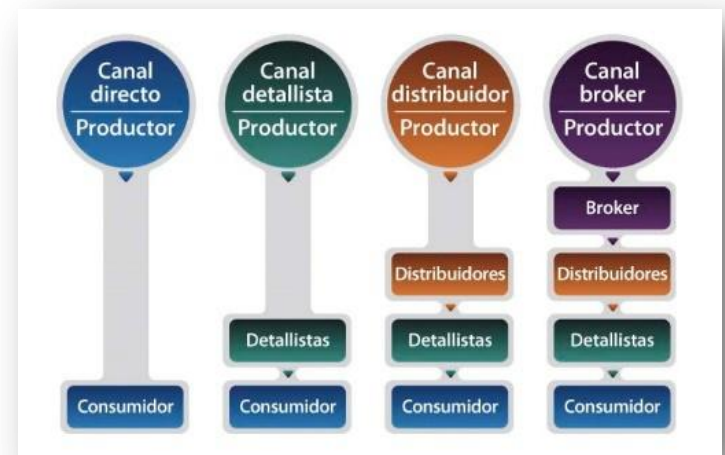 Canal
directo
Productor
Consumidor
Canal
detallista
Productor
Detallistas
Consumidor
Canal
distribuidor
Productor
Distribuidores
Detallistas
Consumidor
Canal
broker
Productor
Broker
Distribuidores
Detallistas
Consumidor